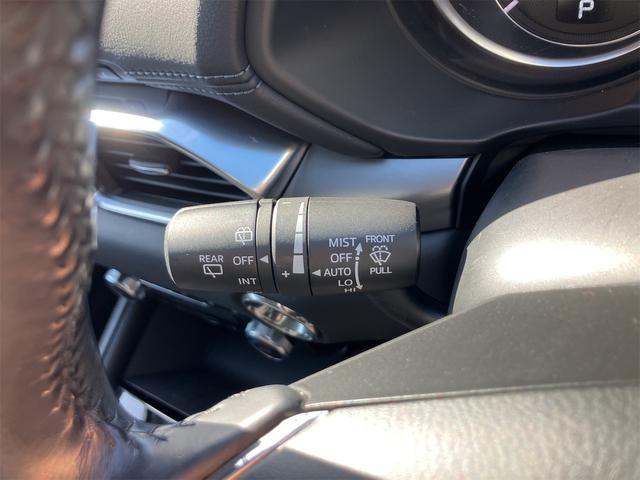 P
REAR
OFF
INT
-
+
MIST
OFF
AUTO
LO
HI
FRONT
PULL